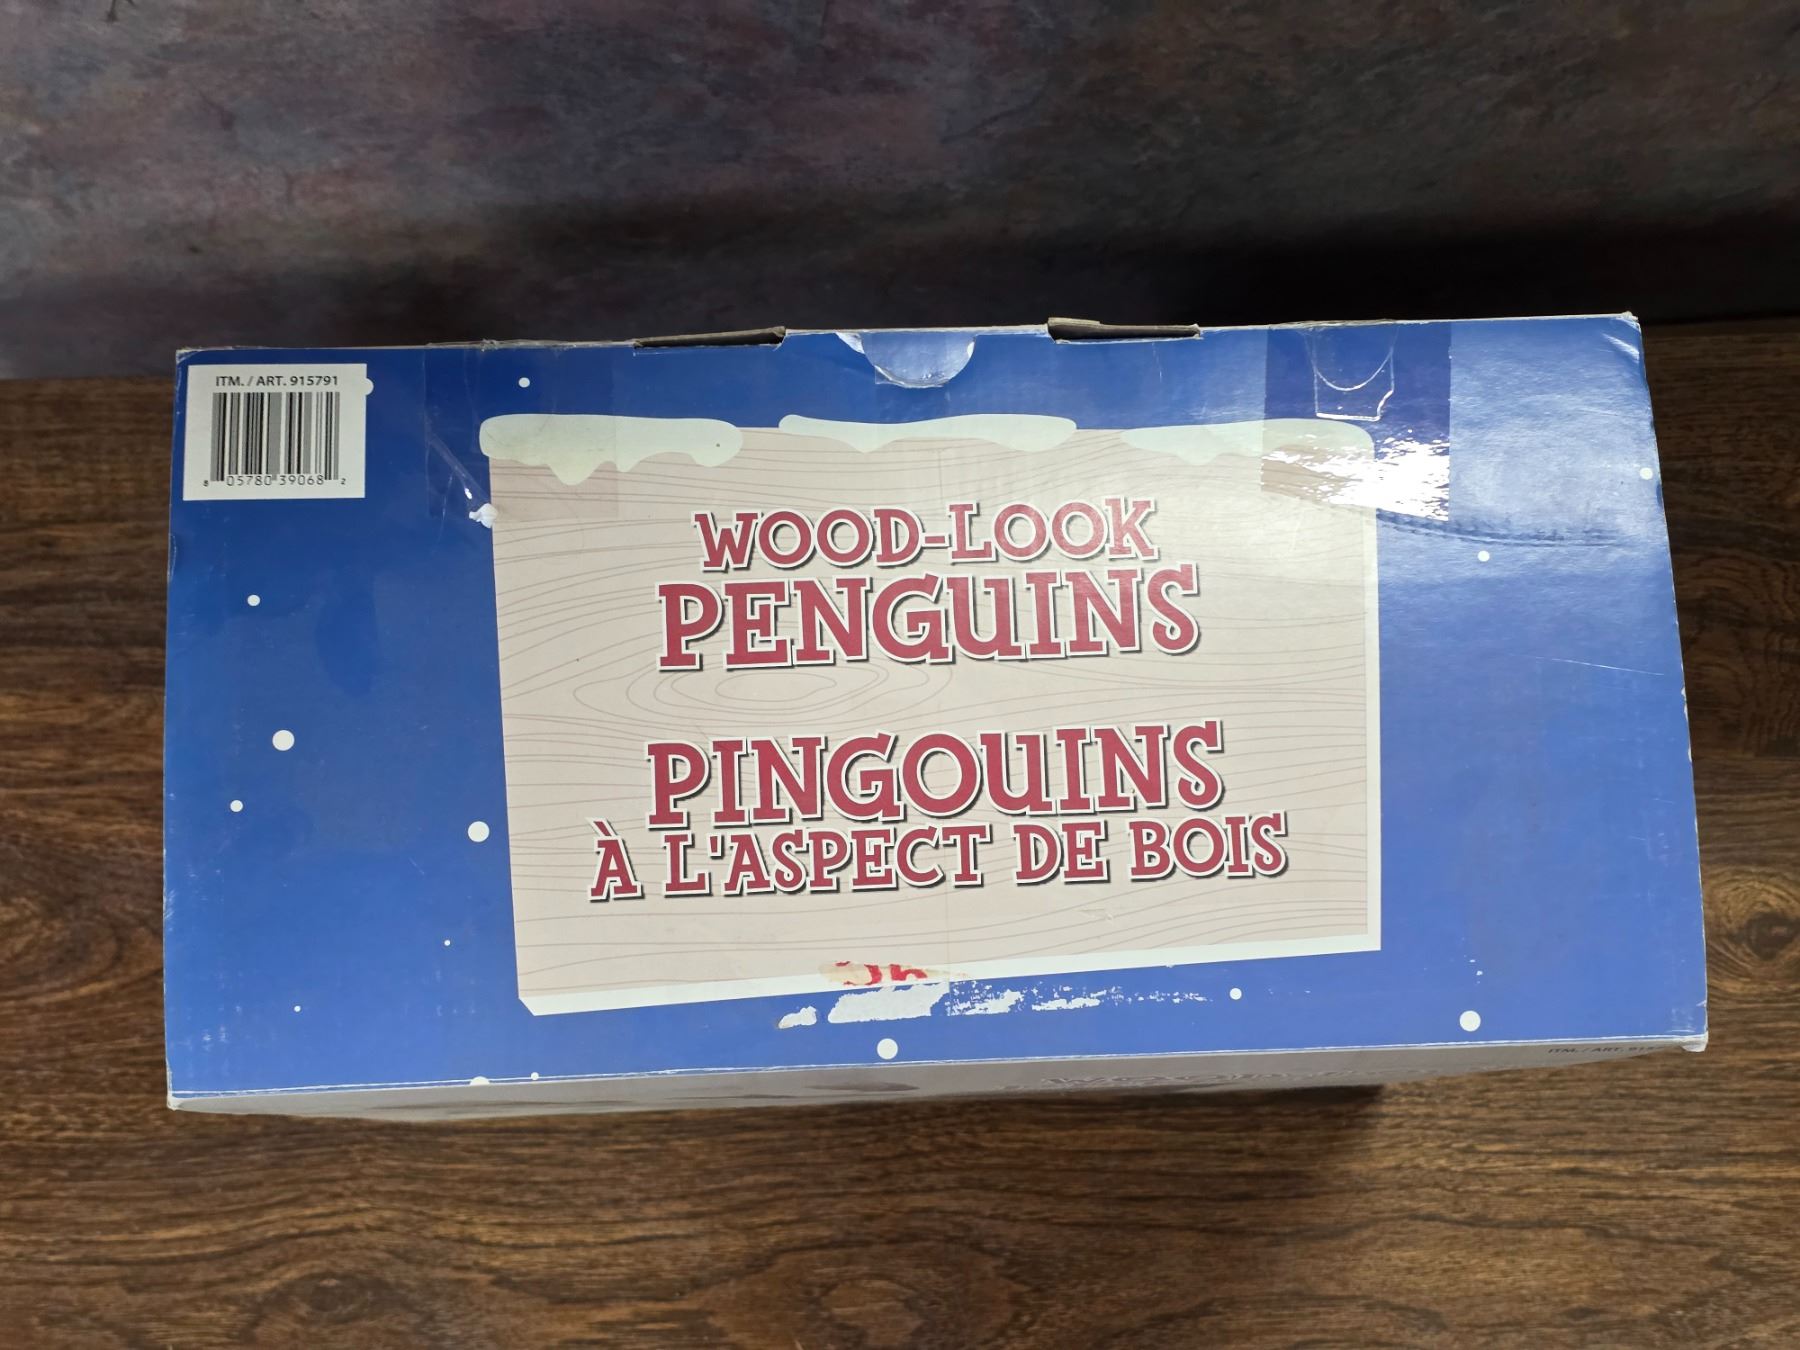 ITM. / ART. 915791
8 05780 39068 2
WOOD-LOOK
PENGUINS
PINGOUINS
À L'ASPECT DE BOIS
ITM. / ART.